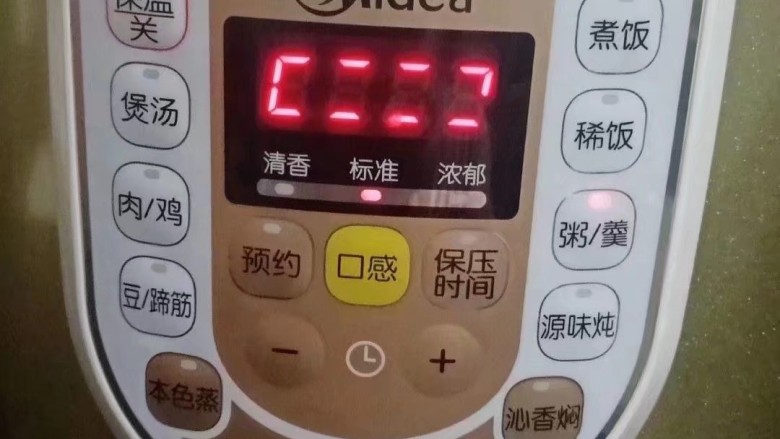 Midea
保温
关
煲汤
肉/鸡
豆/蹄筋
本色蒸
清香 标准 浓郁
预约 口感 保压
时间
煮饭
稀饭
粥/羹
源味炖
沁香焖